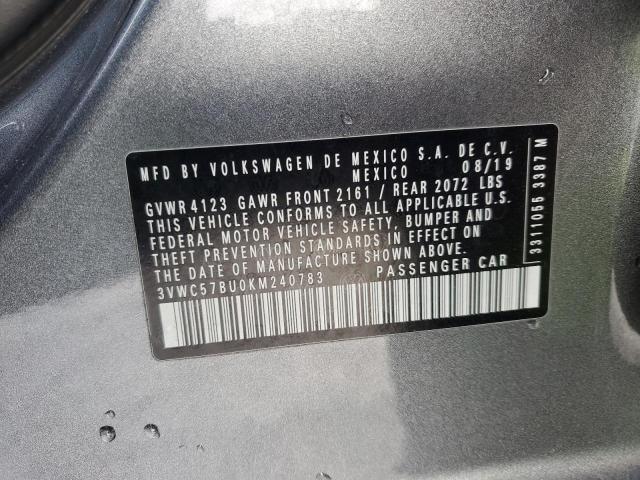 MFD BY VOLKSWAGEN DE MEXICO S.A. DE C.V.
MEXICO 08/19
GVWR 4123 GAWR FRONT 2161 / REAR 2072 LBS
THIS VEHICLE CONFORMS TO ALL APPLICABLE U.S.
FEDERAL MOTOR VEHICLE SAFETY, BUMPER AND
THEFT PREVENTION STANDARDS IN EFFECT ON
THE DATE OF MANUFACTURE SHOWN ABOVE.
3VWC57BU0KM240783 PASSENGER CAR
3311056 3387 M